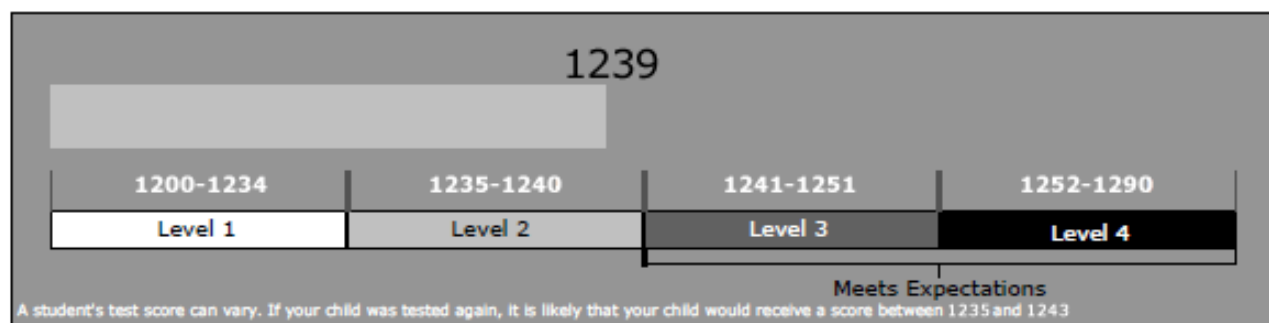 1239
1200-1234 1235-1240 1241-1251 1252-1290
Level 1 Level 2 Level 3 Level 4
Meets Expectations
A student's test score can vary. If your child was tested again, it is likely that your child would receive a score between 1235 and 1243